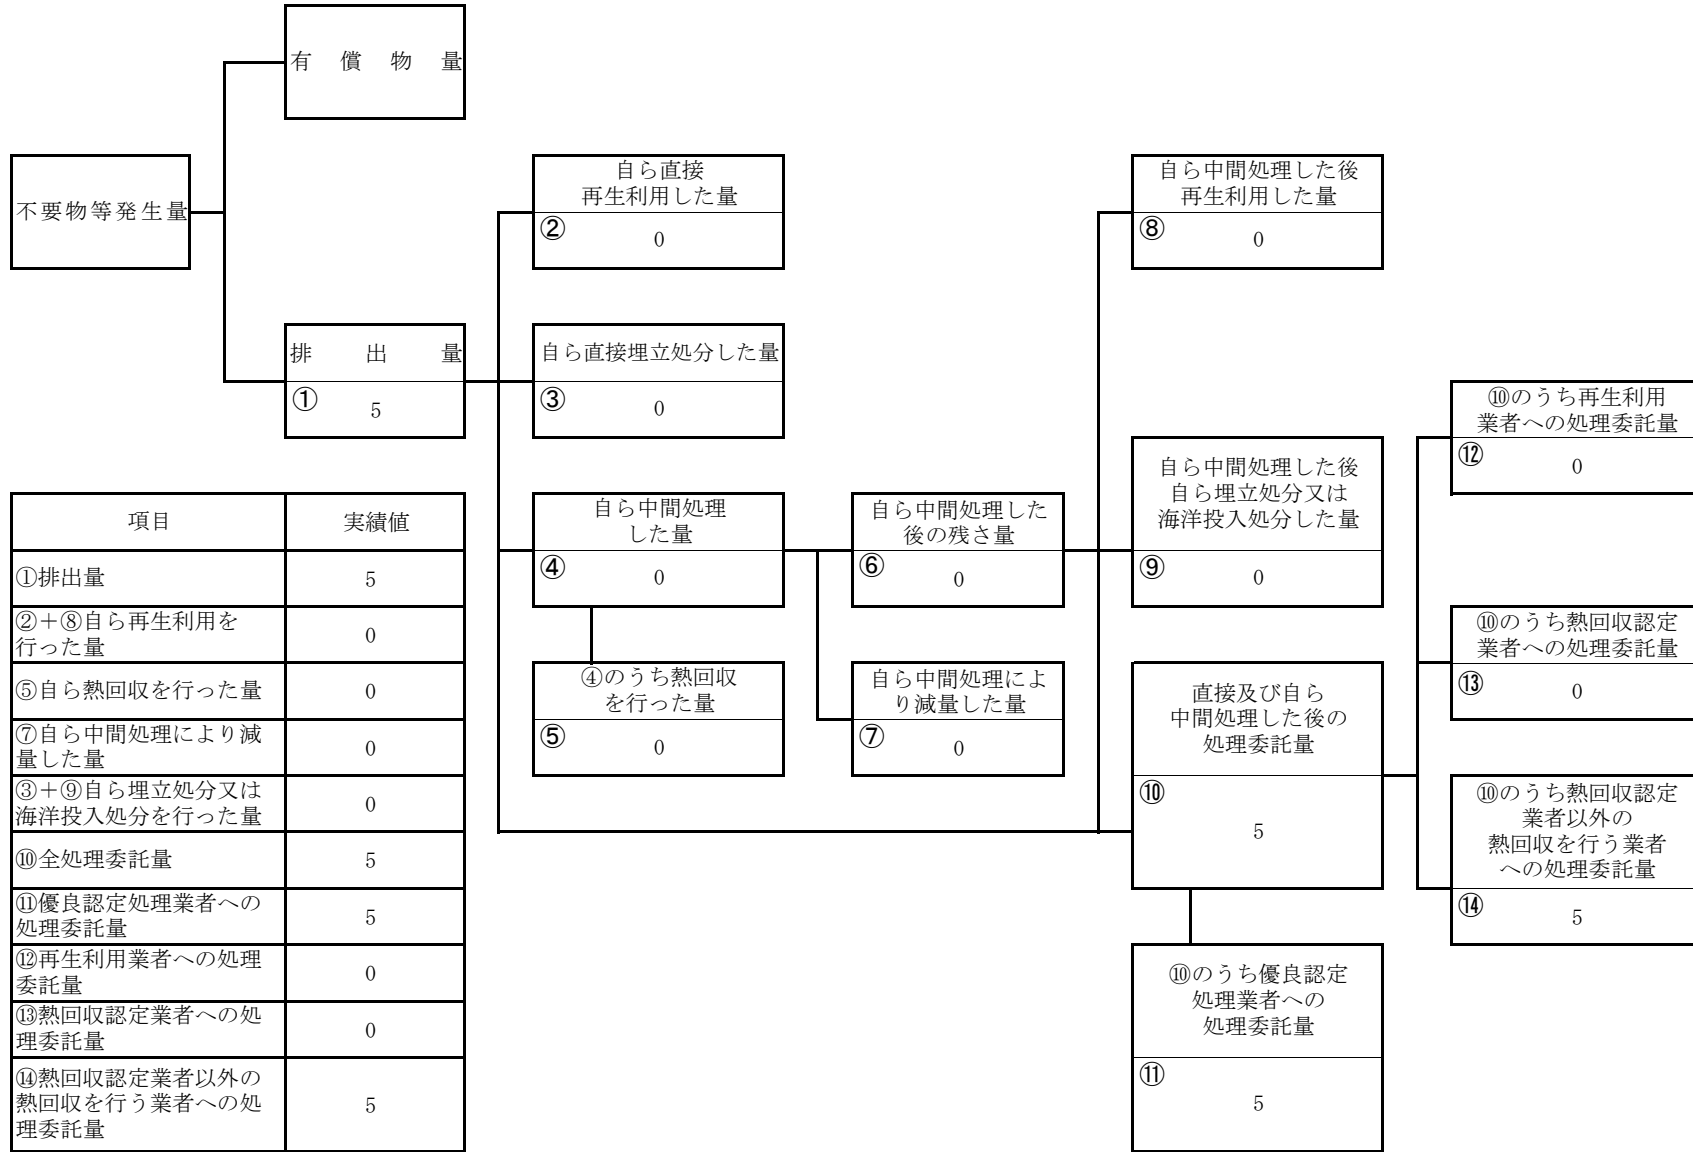 有償物量
不要物等発生量
排出量
①
5
自ら直接
再生利用した量
②
0
自ら直接埋立処分した量
③
0
自ら中間処理
した量
④
0
④のうち熱回収
を行った量
⑤
0
自ら中間処理した
後の残さ量
⑥
0
自ら中間処理によ
り減量した量
⑦
0
自ら中間処理した後
再生利用した量
⑧
0
自ら中間処理した後
自ら埋立処分又は
海洋投入処分した量
⑨
0
直接及び自ら
中間処理した後の
処理委託量
⑩
5
⑩のうち優良認定
処理業者への
処理委託量
⑪
5
⑩のうち再生利用
業者への処理委託量
⑫
0
⑩のうち熱回収認定
業者への処理委託量
⑬
0
⑩のうち熱回収認定
業者以外の
熱回収を行う業者
への処理委託量
⑭
5
項目 実績値
①排出量 5
②+⑧自ら再生利用を
行った量 0
⑤自ら熱回収を行った量 0
⑦自ら中間処理により減
量した量 0
③+⑨自ら埋立処分又は
海洋投入処分を行った量 0
⑩全処理委託量 5
⑪優良認定処理業者への
処理委託量 5
⑫再生利用業者への処理
委託量 0
⑬熱回収認定業者への処
理委託量 0
⑭熱回収認定業者以外の
熱回収を行う業者への処
理委託量 5